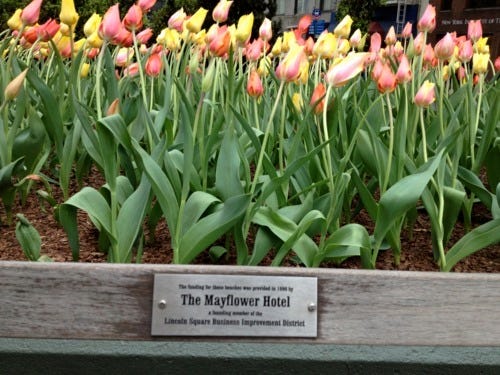 The funding for these benches was provided in 1998 by
The Mayflower Hotel
a founding member of the
Lincoln Square Business Improvement District